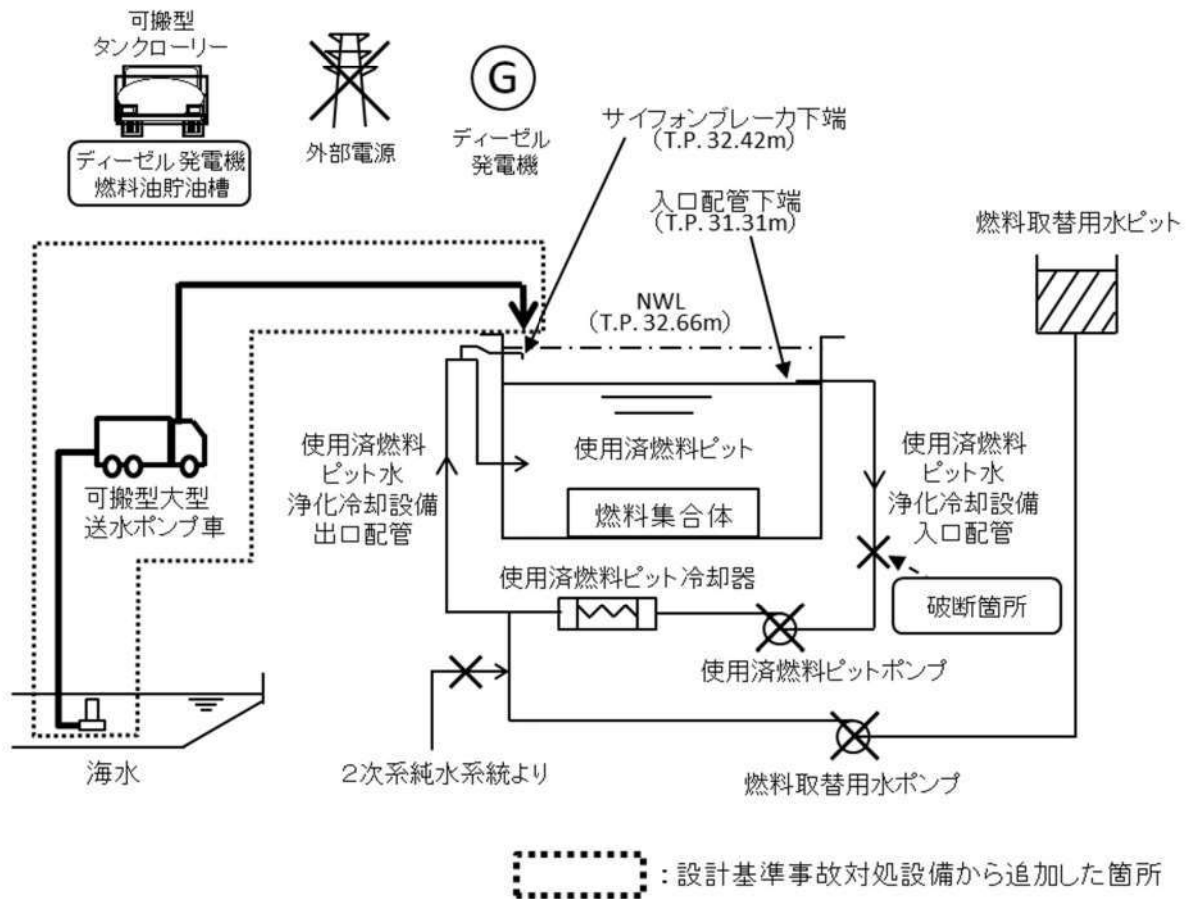 可搬型
タンクローリー
ディーゼル発電機
燃料油貯油槽
外部電源
G
ディーゼル
発電機
サイフォンブレーカ下端
(T.P. 32.42m)
入口配管下端
(T.P. 31.31m)
燃料取替用水ピット
NWL
(T.P. 32.66m)
可搬型大型
送水ポンプ車
使用済燃料
ピット水
浄化冷却設備
出口配管
使用済燃料ピット
燃料集合体
使用済燃料
ピット水
浄化冷却設備
入口配管
使用済燃料ピット冷却器
破断箇所
使用済燃料ピットポンプ
海水
2次系純水系統より
燃料取替用水ポンプ
：設計基準事故対処設備から追加した箇所